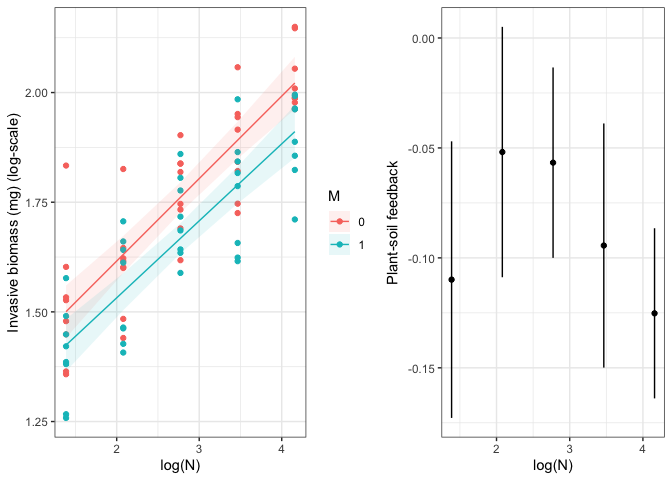 Invasive biomass (mg) (log-scale)
2.00
1.75
1.50
1.25
2 3 4
log(N)
M
0
1
Plant-soil feedback
0.00
-0.05
-0.10
-0.15
2 3 4
log(N)